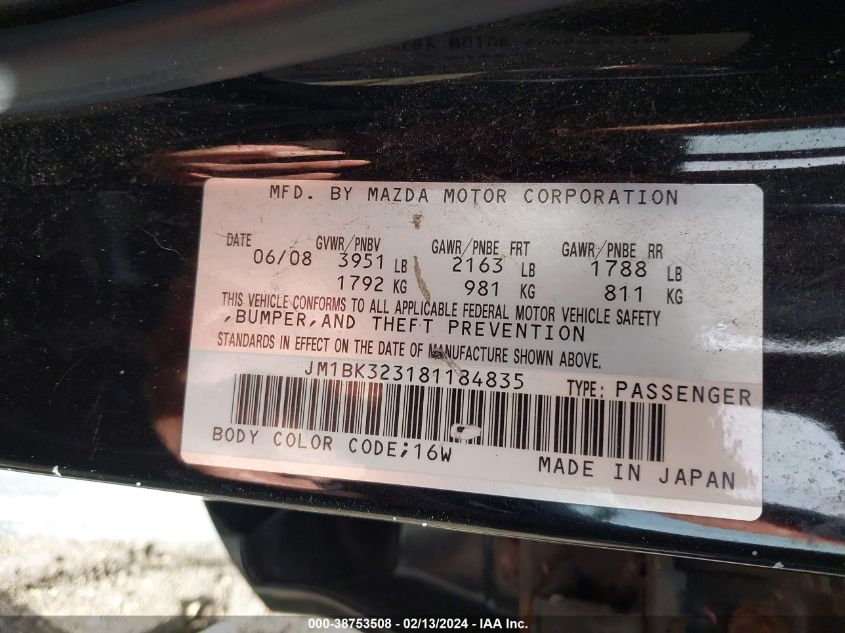 MFD. BY MAZDA MOTOR CORPORATION
DATE GVWR/PNBV GAWR/PNBE FRT GAWR/PNBE RR
06/08 3951 LB 2163 LB 1788 LB
1792 KG 981 KG 811 KG
THIS VEHICLE CONFORMS TO ALL APPLICABLE FEDERAL MOTOR VEHICLE SAFETY
,BUMPER,AND THEFT PREVENTION
STANDARDS IN EFFECT ON THE DATE OF MANUFACTURE SHOWN ABOVE.
JM1BK323181184835 TYPE: PASSENGER
BODY COLOR CODE;16W MADE IN JAPAN
000-38753508 - 02/13/2024 - IAA Inc.